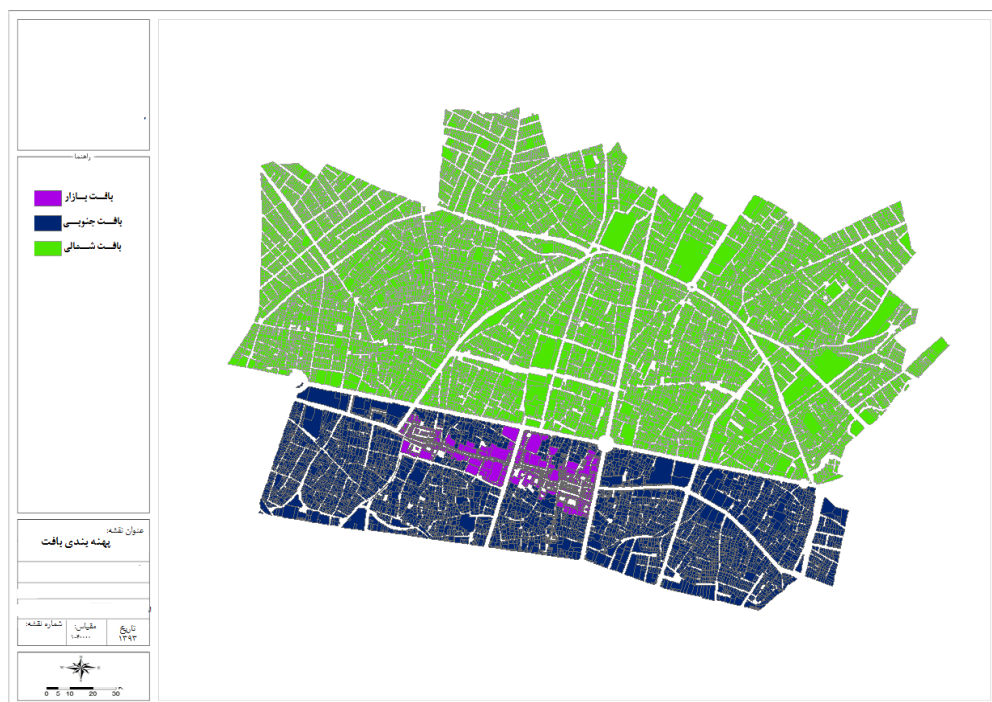 راهنما
بافت بازار
بافت جنوبی
بافت شمالی
عنوان نقشه:
پهنه بندی بافت
شماره نقشه:
مقیاس:
تاریخ
۱۳۹۳
0 5 10 20 30